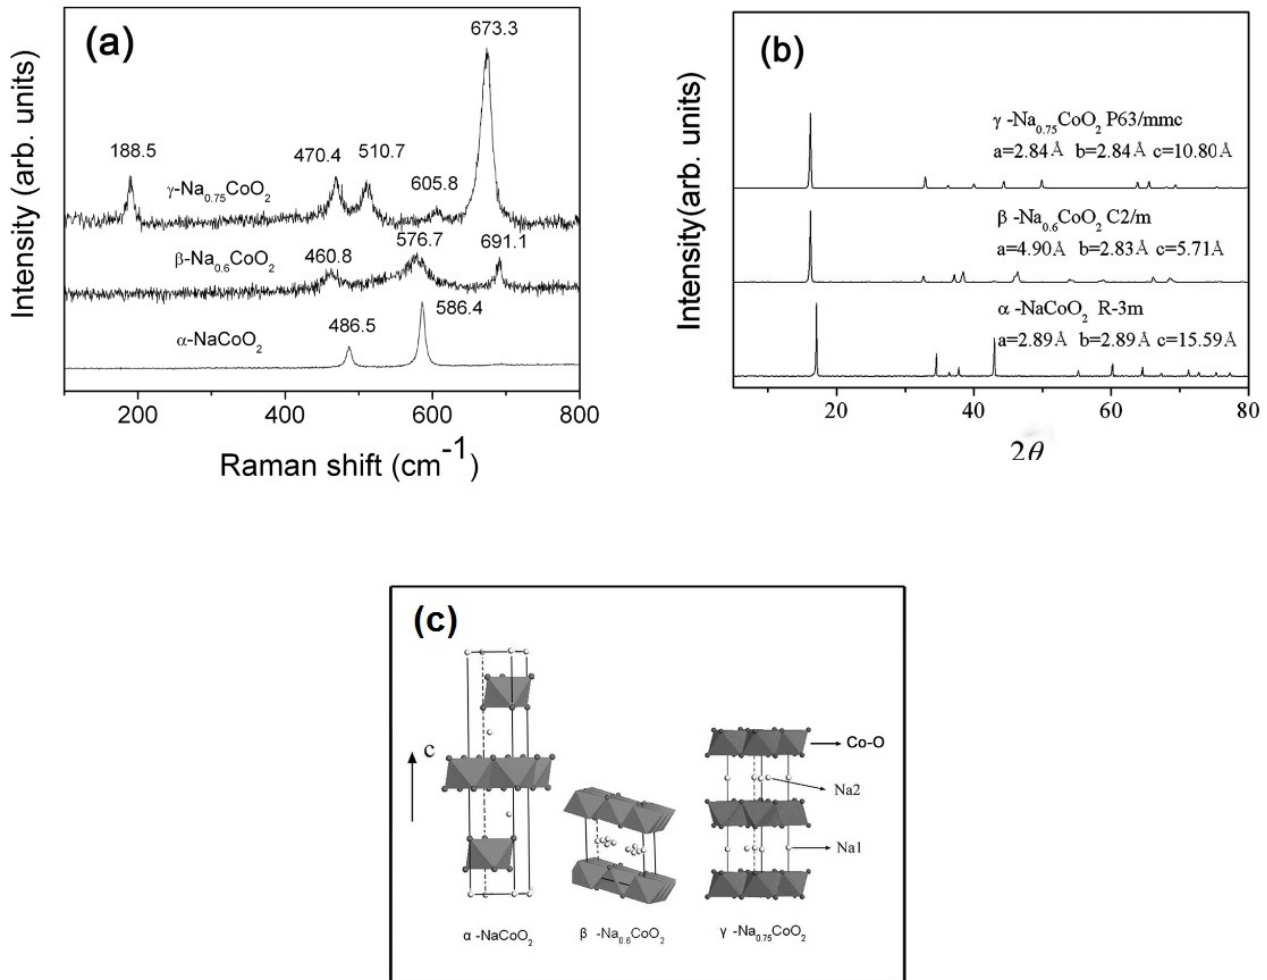 (a)
673.3
188.5
470.4
510.7
605.8
γ-Na0.75CoO2
460.8
576.7
691.1
β-Na0.6CoO2
486.5
586.4
α-NaCoO2
Intensity (arb. units)
200
400
600
800
Raman shift (cm-1)
(b)
γ -Na0.75CoO2 P63/mmc
a=2.84Å b=2.84Å c=10.80Å
β -Na0.6CoO2 C2/m
a=4.90Å b=2.83Å c=5.71Å
α -NaCoO2 R-3m
a=2.89Å b=2.89Å c=15.59Å
Intensity(arb. units)
20
40
60
80
2θ
(c)
c
Co-O
Na2
Na1
α -NaCoO2
β -Na0.6CoO2
γ -Na0.75CoO2